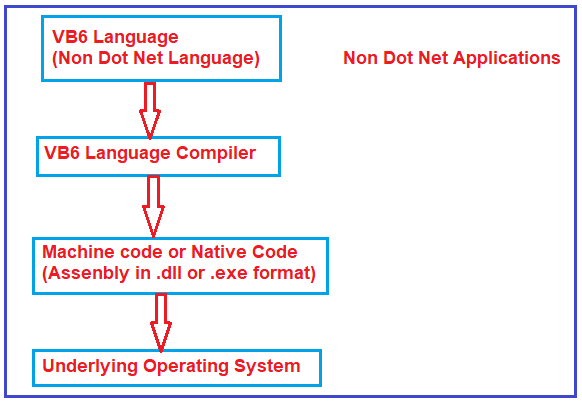 VB6 Language
(Non Dot Net Language)
Non Dot Net Applications
VB6 Language Compiler
Machine code or Native Code
(Assembly in .dll or .exe format)
Underlying Operating System